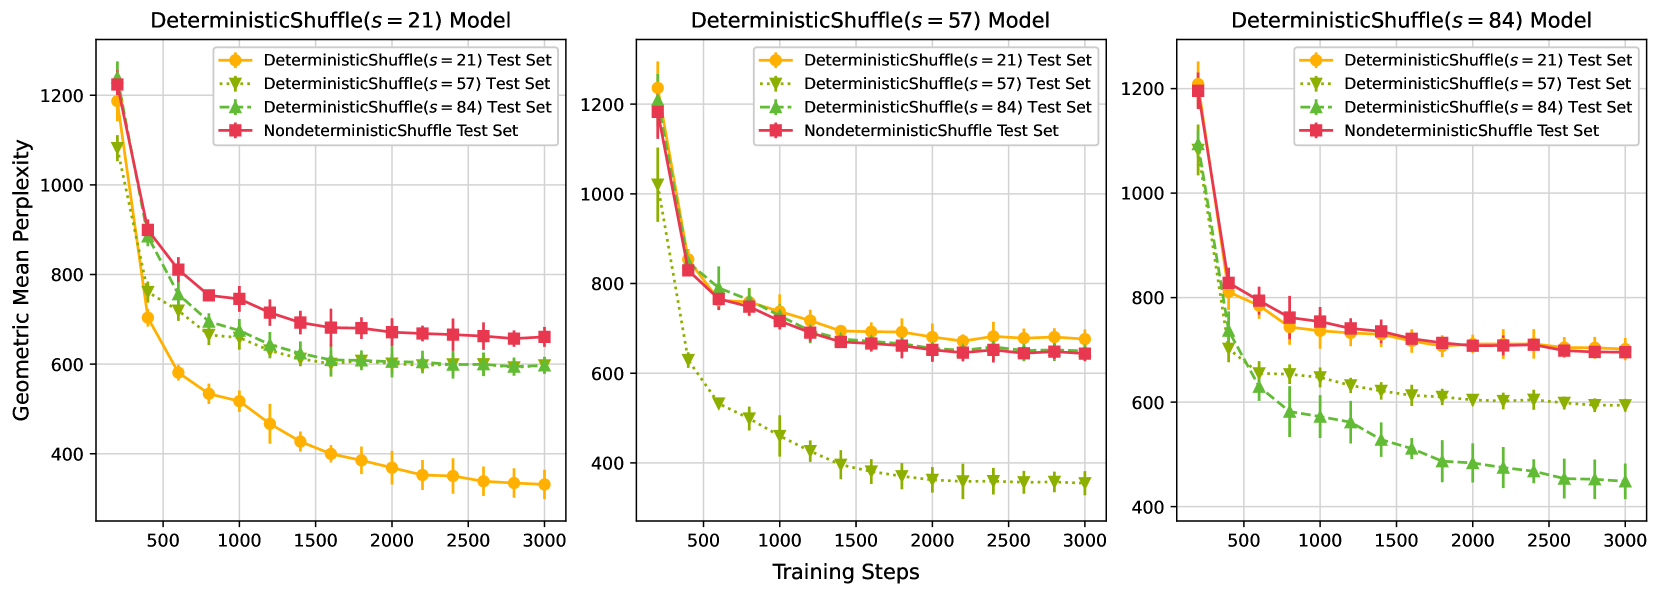 DeterministicShuffle(s = 21) Model
DeterministicShuffle(s = 21) Test Set
DeterministicShuffle(s = 57) Test Set
DeterministicShuffle(s = 84) Test Set
NondeterministicShuffle Test Set
Geometric Mean Perplexity
1200
1000
800
600
400
500 1000 1500 2000 2500 3000
DeterministicShuffle(s = 57) Model
DeterministicShuffle(s = 21) Test Set
DeterministicShuffle(s = 57) Test Set
DeterministicShuffle(s = 84) Test Set
NondeterministicShuffle Test Set
1200
1000
800
600
400
500 1000 1500 2000 2500 3000
Training Steps
DeterministicShuffle(s = 84) Model
DeterministicShuffle(s = 21) Test Set
DeterministicShuffle(s = 57) Test Set
DeterministicShuffle(s = 84) Test Set
NondeterministicShuffle Test Set
1200
1000
800
600
400
500 1000 1500 2000 2500 3000